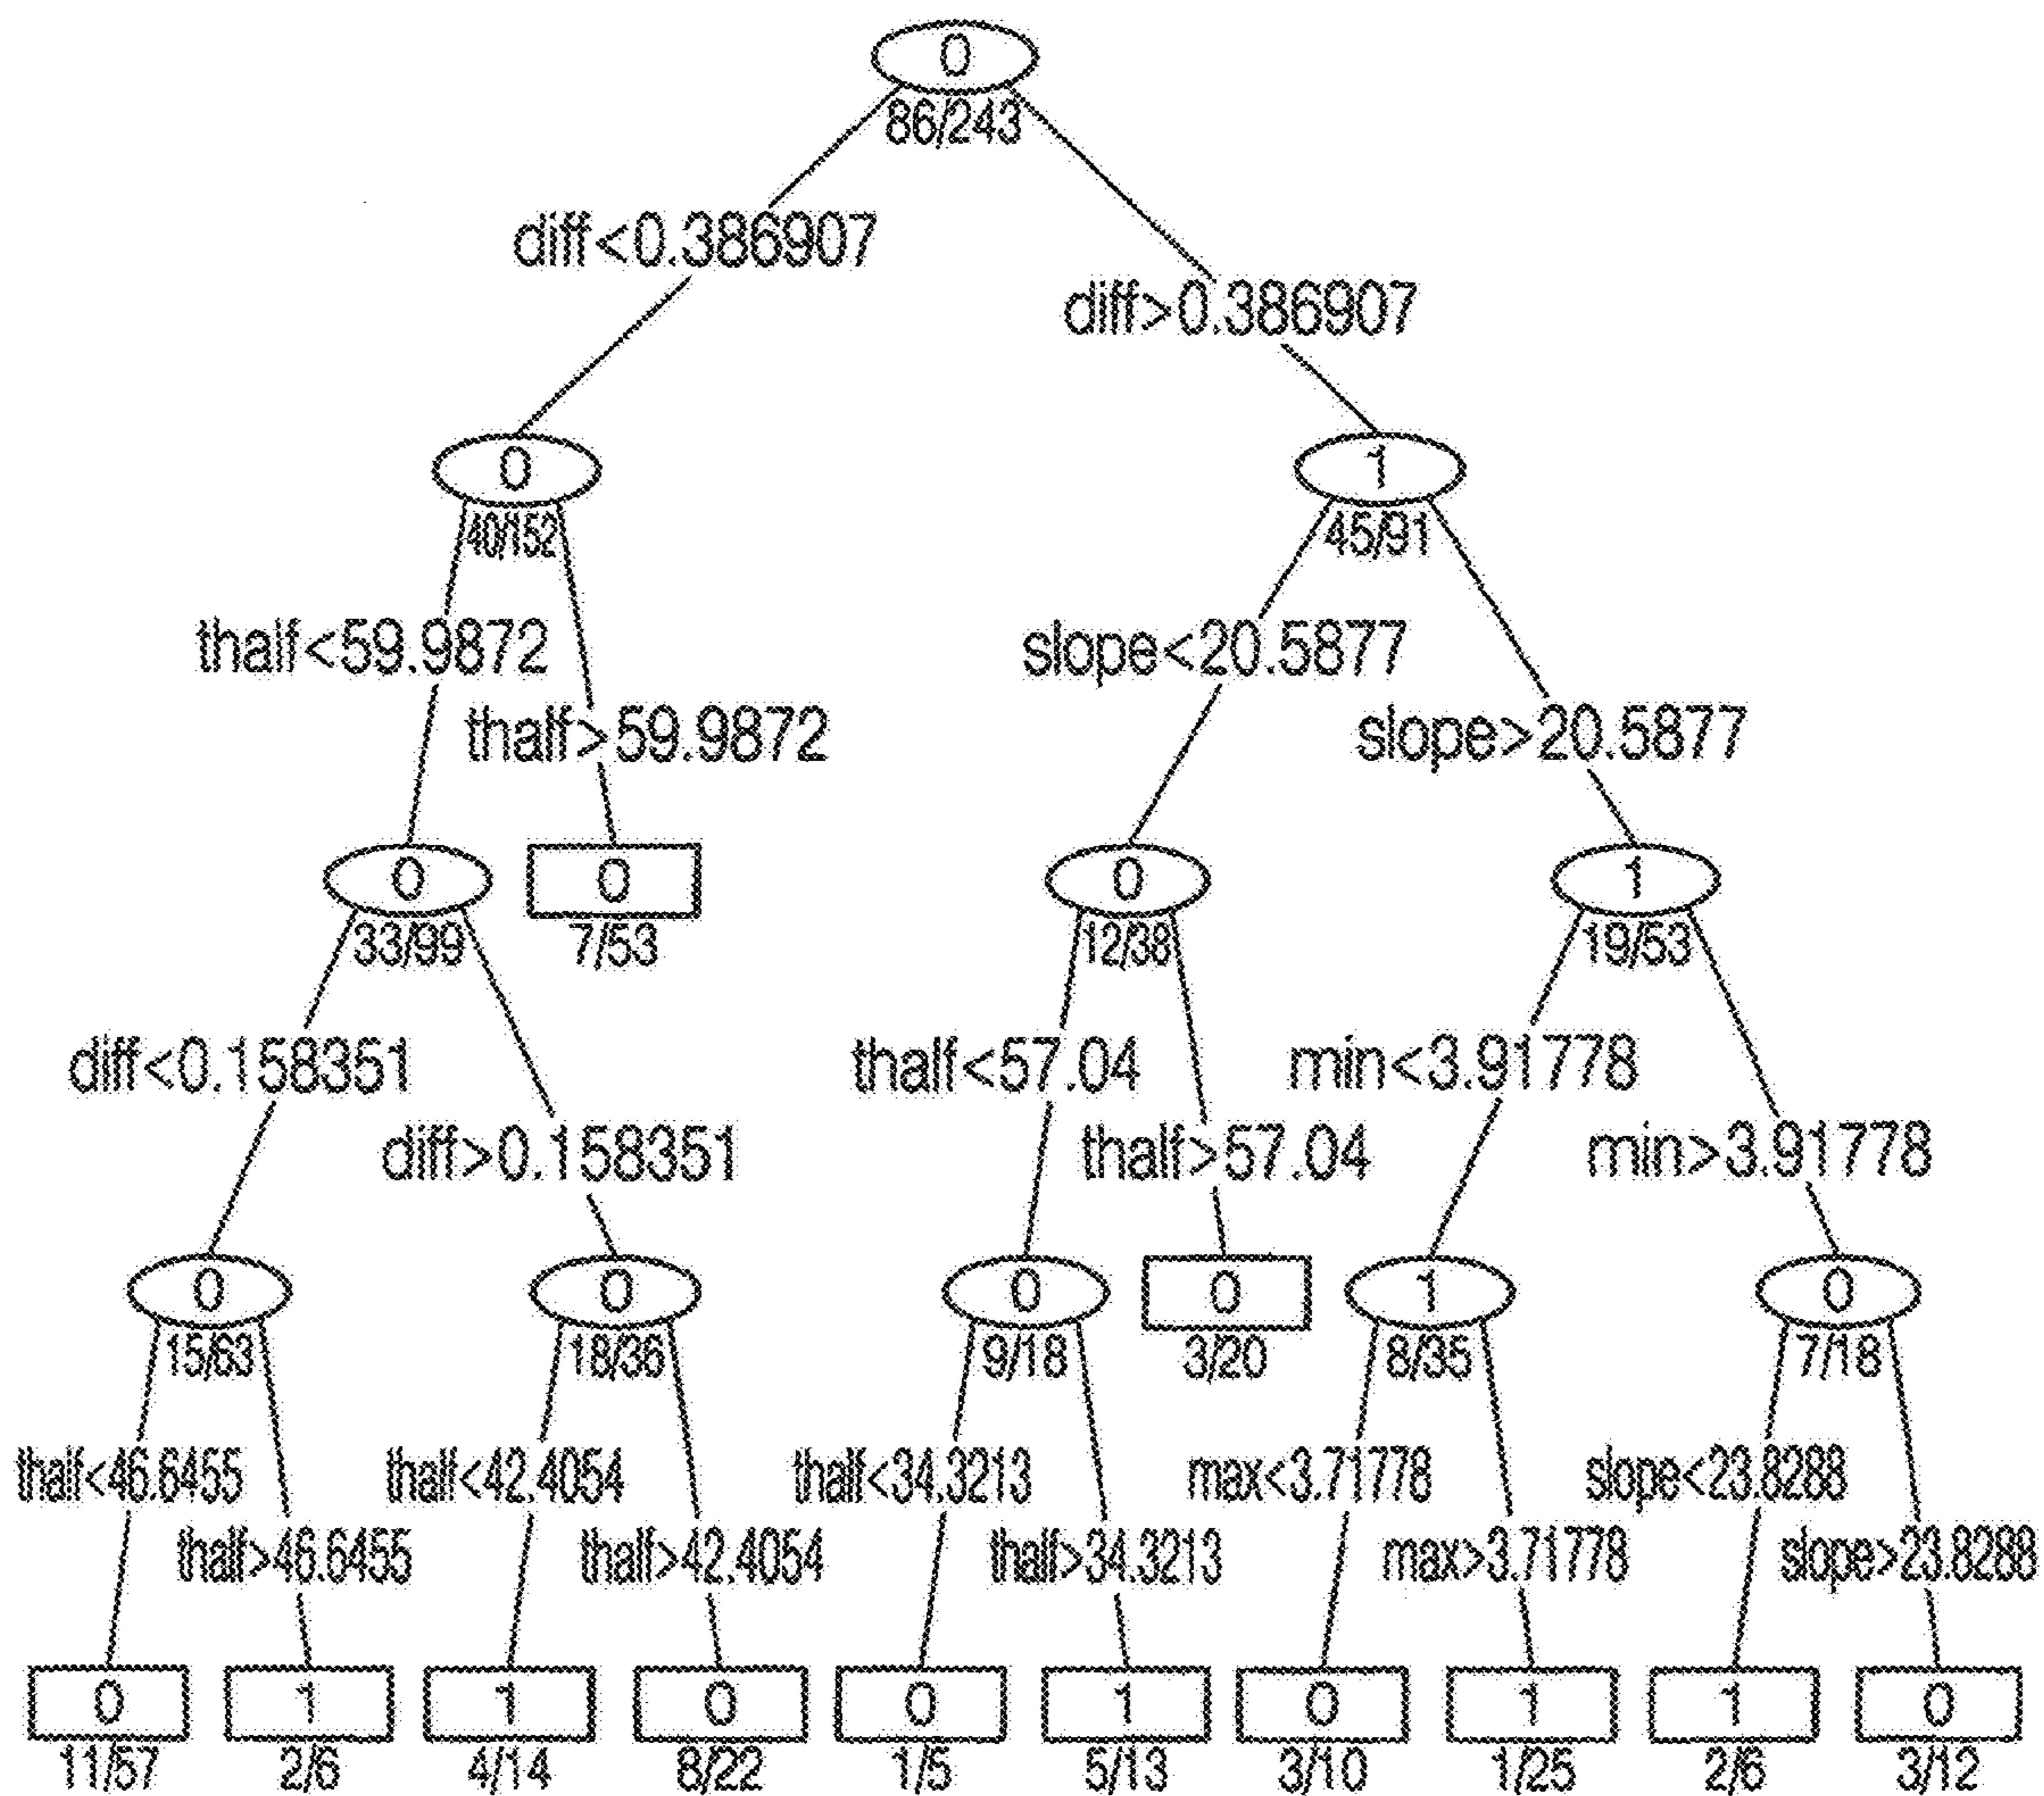 0
86/243
diff<0.386907
diff>0.386907
0
1
40/152
45/91
thalf<59.9872
slope<20.5877
thalf>59.9872
slope>20.5877
0
0
0
1
33/99
7/53
12/38
19/53
diff<0.158351
thalf<57.04
min<3.91778
diff>0.158351
thalf>57.04
min>3.91778
0
0
0
0
1
0
15/63
18/36
9/18
3/20
8/35
7/18
thalf<46.6455
thalf<42.4054
thalf<34.3213
max<3.71778
slope<23.8288
thalf>46.6455
thalf>42.4054
thalf>34.3213
max>3.71778
slope>23.8288
0
1
1
0
0
1
0
1
1
0
11/57
2/6
4/14
8/22
1/5
5/13
3/10
1/25
2/6
3/12